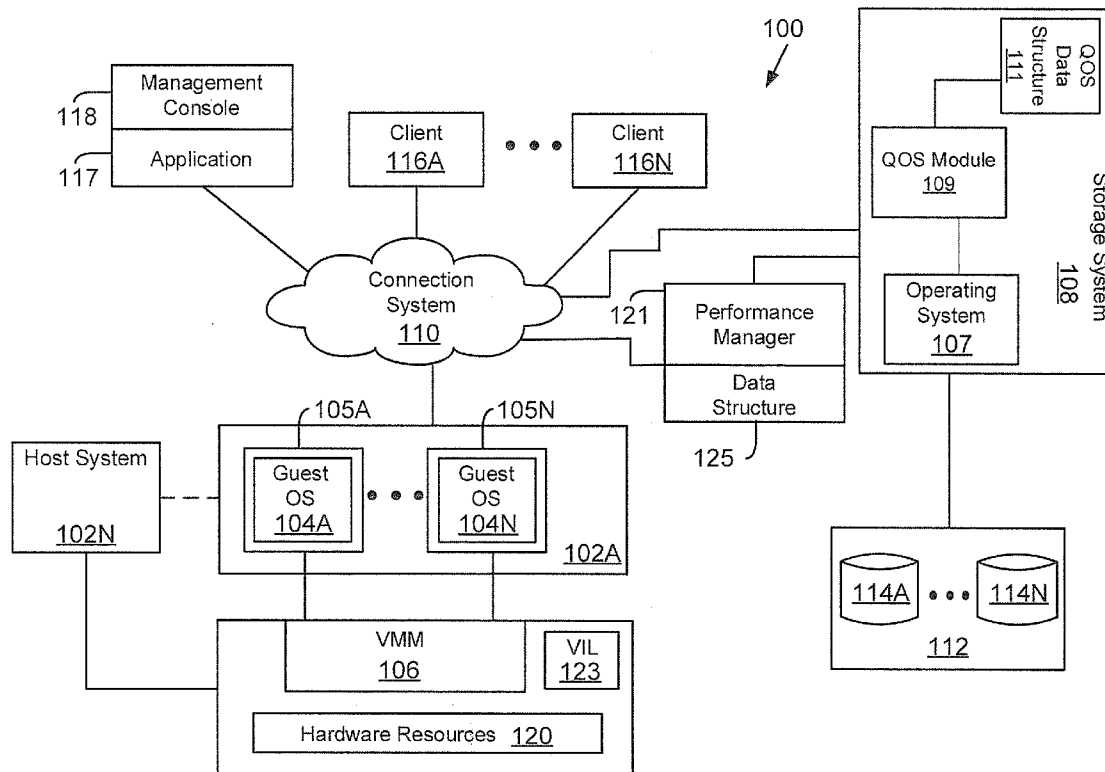 100
Management
Console
118
Application
117
Client
116A
Client
116N
QOS
Data
Structure
111
QOS Module
109
Storage System
108
Operating
System
107
Connection
System
110
121
Performance
Manager
Data
Structure
125
105A
105N
Host System
102N
Guest
OS
104A
Guest
OS
104N
102A
114A
114N
112
VMM
106
VIL
123
Hardware Resources 120